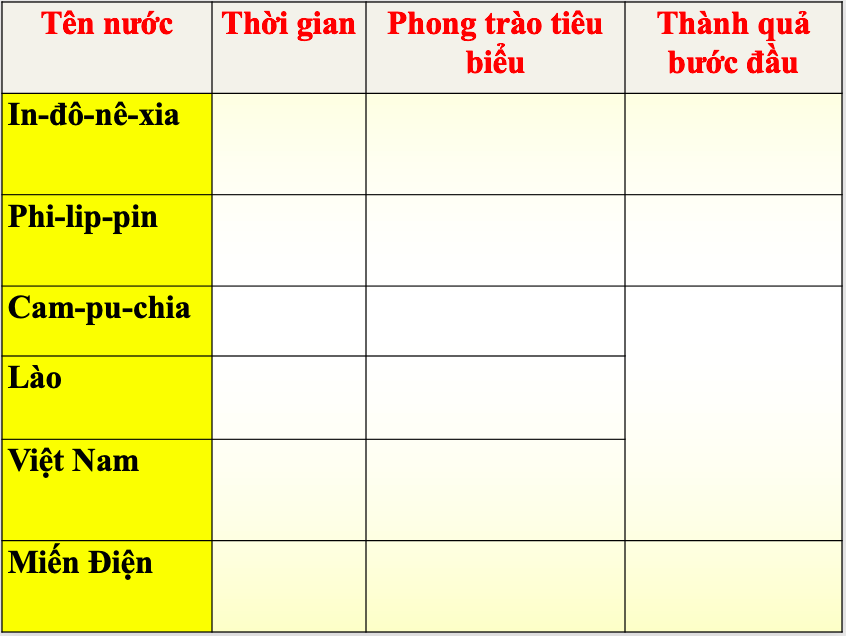 Tên nước
Thời gian
Phong trào tiêu
biểu
Thành quả
bước đầu
In-đô-nê-xia
Phi-lip-pin
Cam-pu-chia
Lào
Việt Nam
Miến Điện